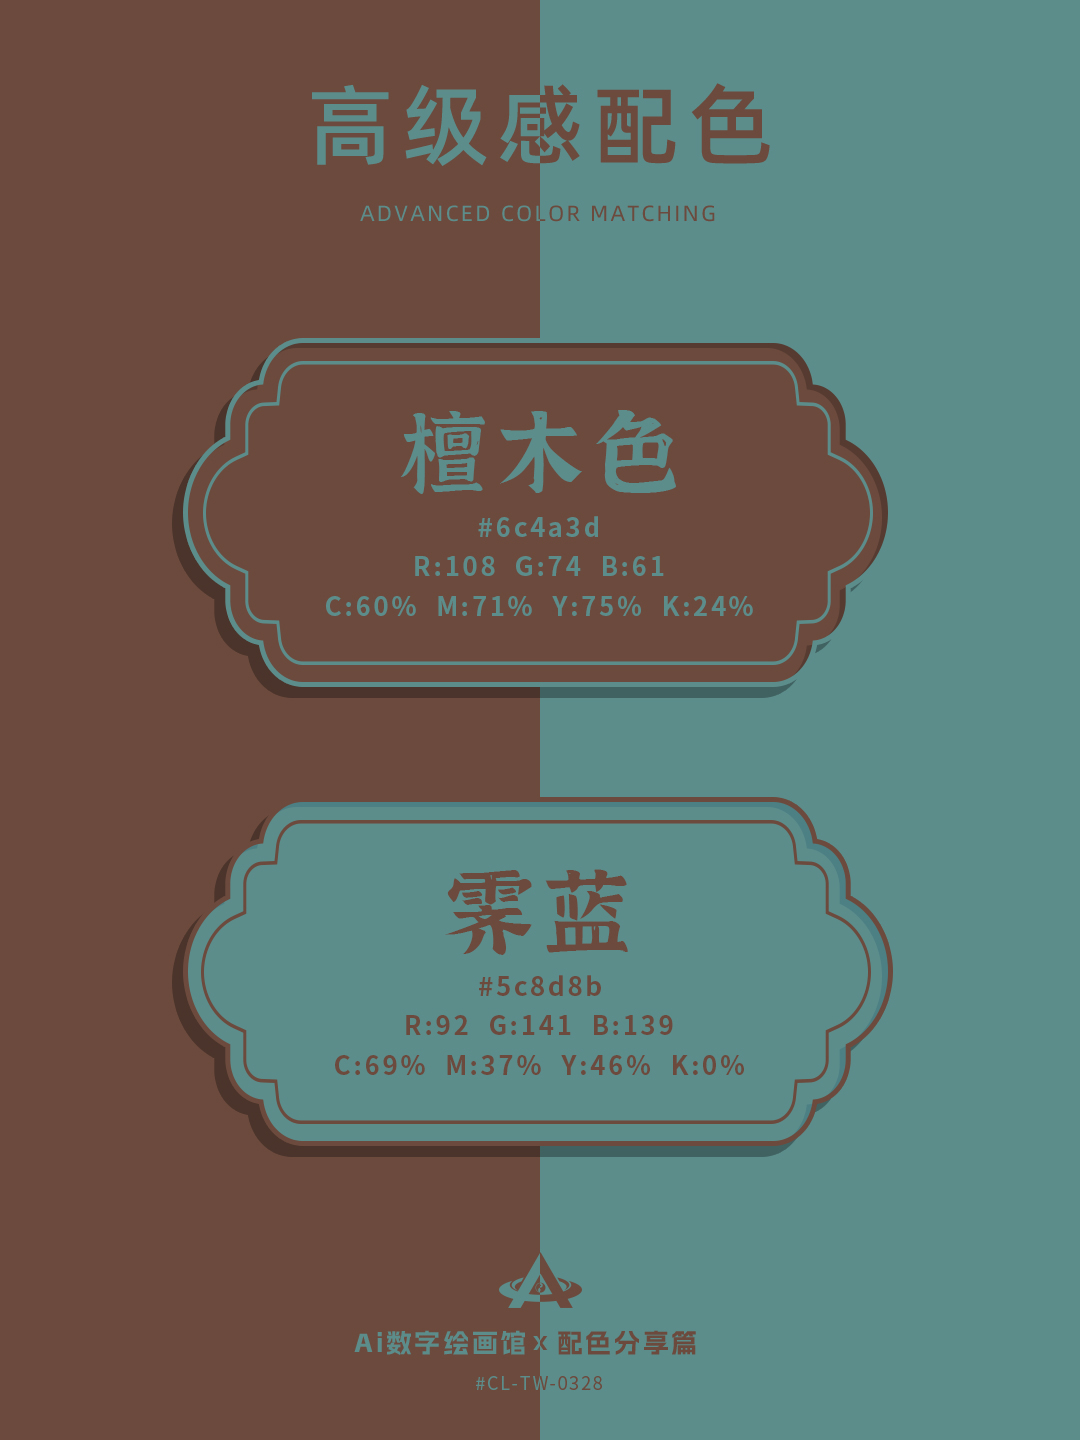 高级感配色
ADVANCED COLOR MATCHING
檀木色
#6c4a3d
R:108 G:74 B:61
C:60% M:71% Y:75% K:24%
霁蓝
#5c8d8b
R:92 G:141 B:139
C:69% M:37% Y:46% K:0%
Ai数字绘画馆 x 配色分享篇
#CL-TW-0328